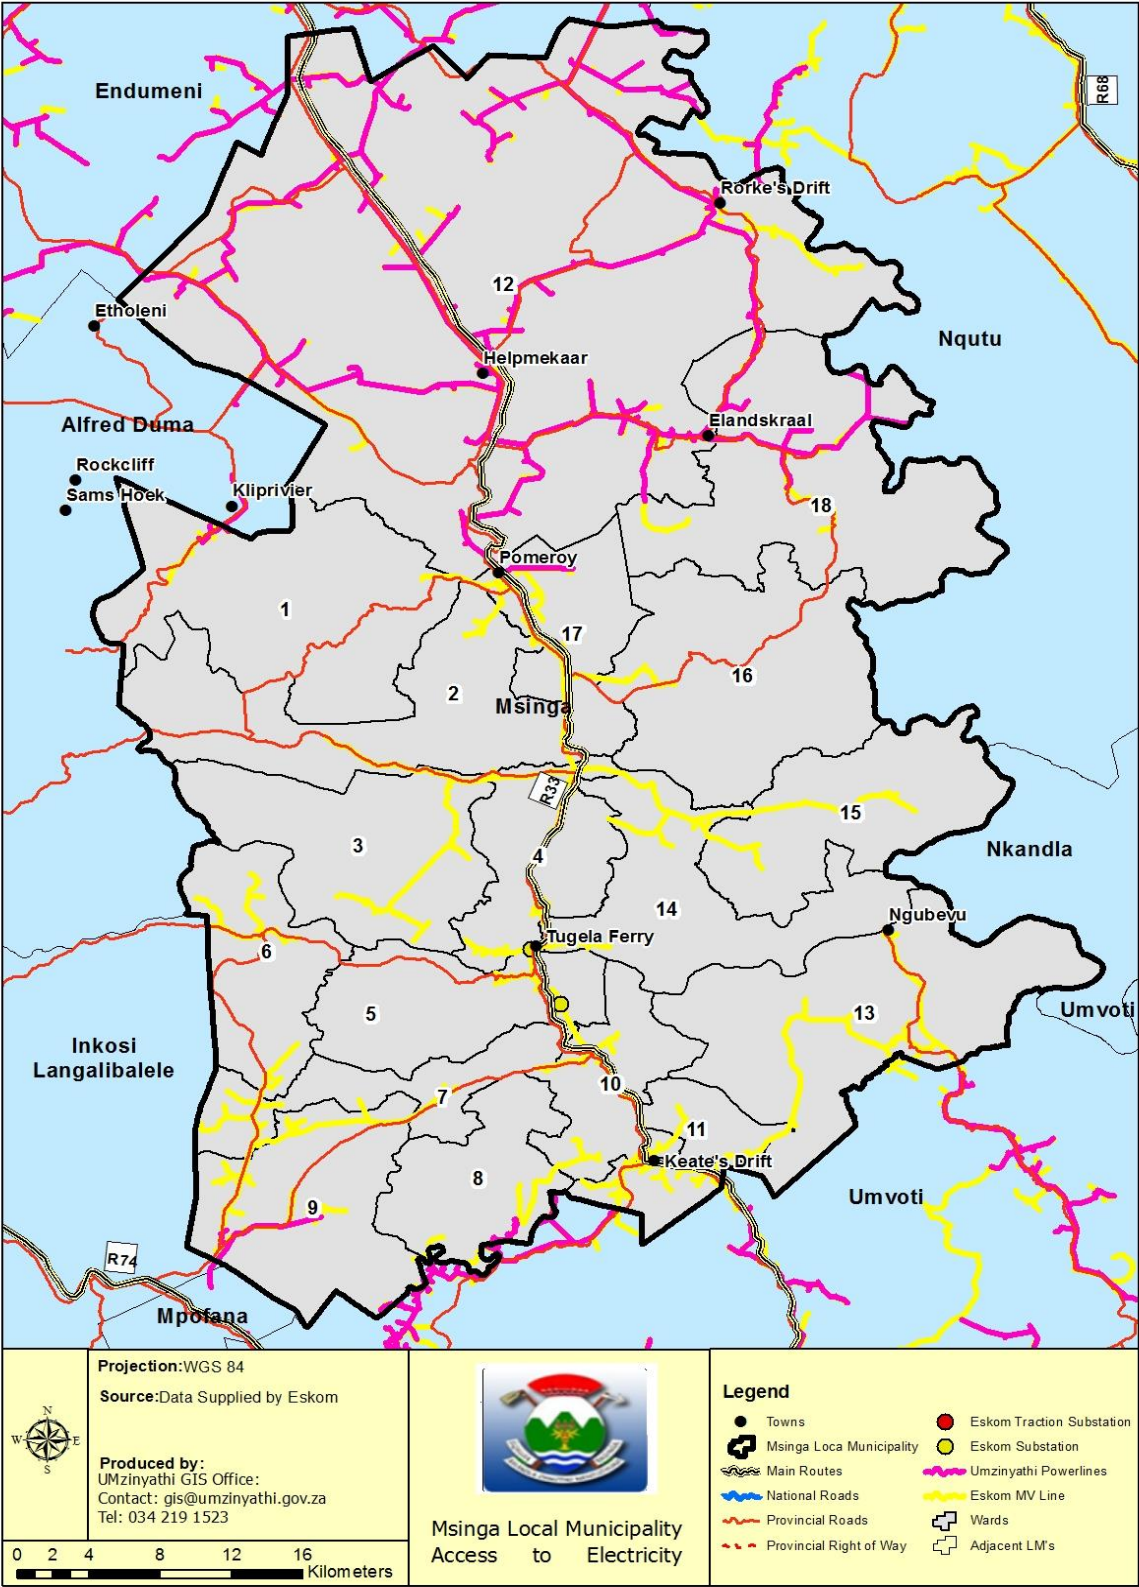 Endumeni
R68
Rorke's Drift
12
Etholeni
Nqutu
Helpmekaar
Elandskraal
Alfred Duma
Rockcliff
Sams Hoek
Kliprivier
18
Pomeroy
1
17
16
2
Msinga
R33
15
3
4
Nkandla
14
Ngubevu
Tugela Ferry
6
5
13
Umvoti
Inkosi
Langalibalele
10
7
11
Keate's Drift
8
Umvoti
9
R74
Mpofana
Projection:WGS 84
Source:Data Supplied by Eskom
N
W E
S
Produced by:
UMzinyathi GIS Office:
Contact: gis@umzinyathi.gov.za
Tel: 034 219 1523
0 2 4 8 12 16
Kilometers
Msinga Local Municipality
Access to Electricity
Legend
Towns
Msinga Loca Municipality
Main Routes
National Roads
Provincial Roads
Provincial Right of Way
Eskom Traction Substation
Eskom Substation
Umzinyathi Powerlines
Eskom MV Line
Wards
Adjacent LM's